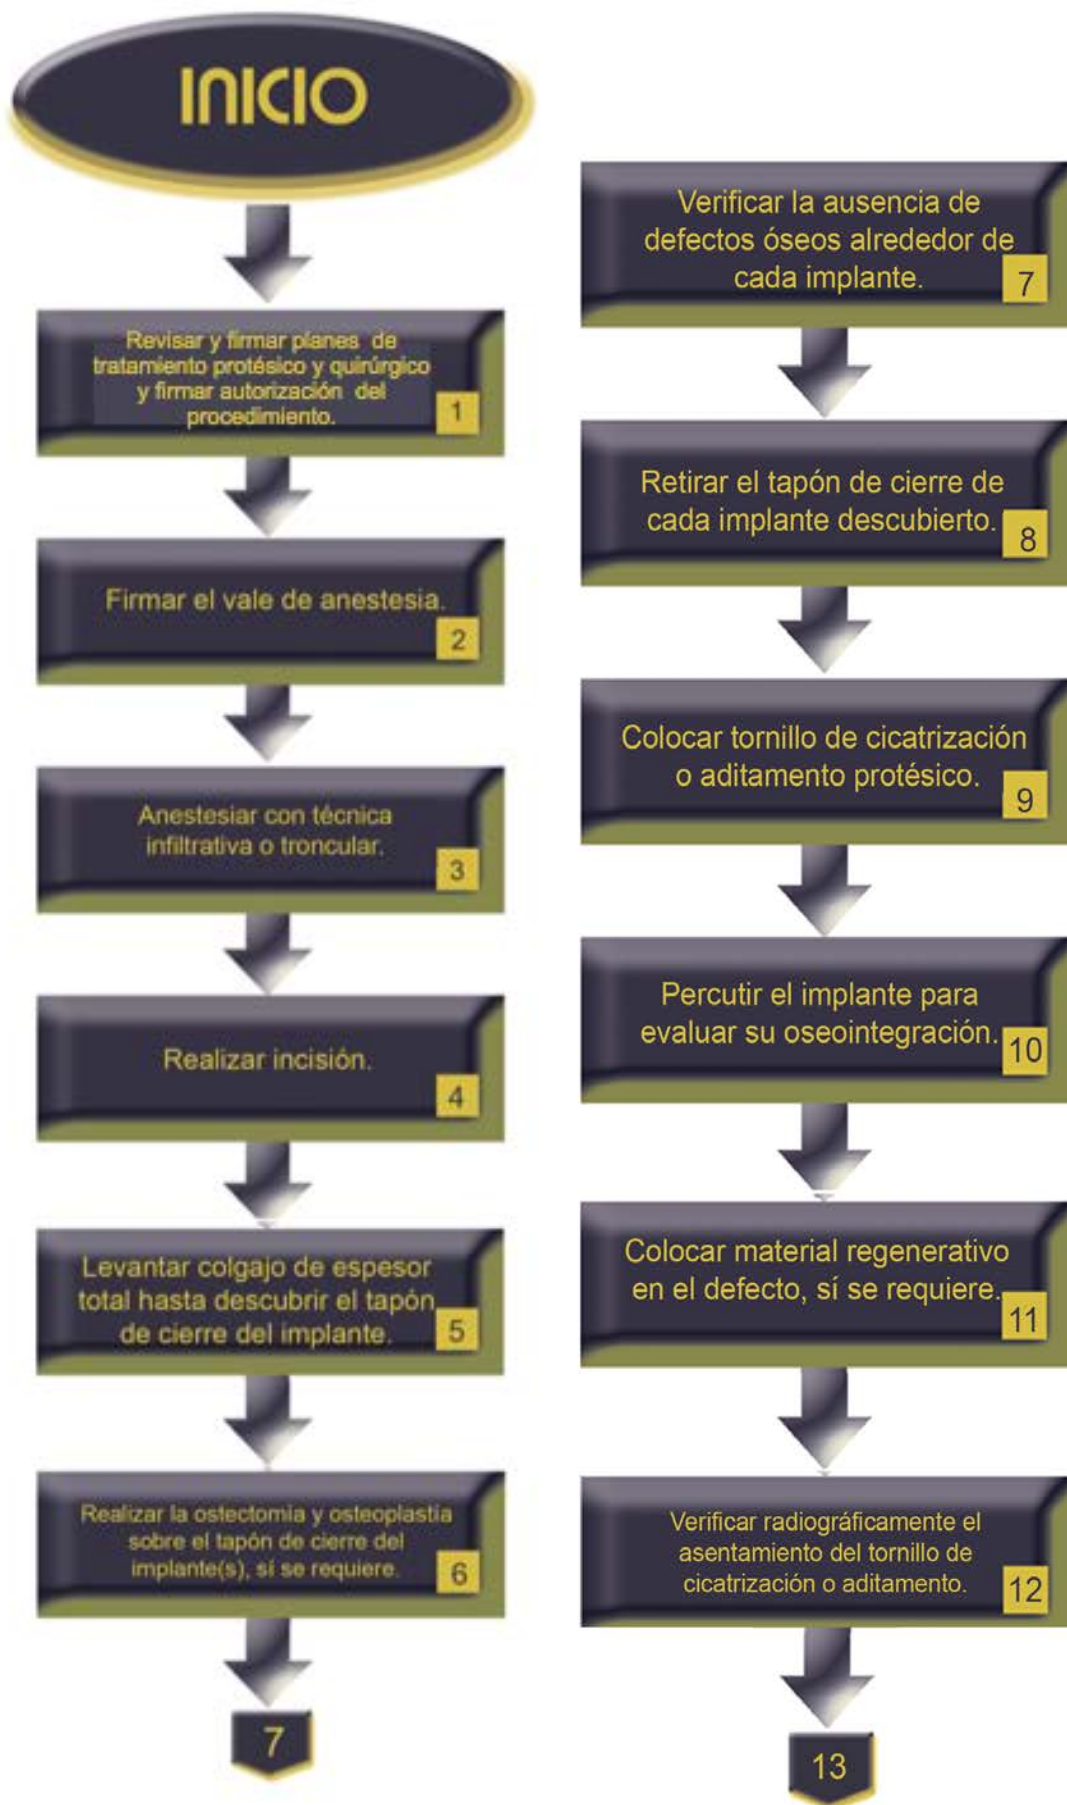 INICIO
Revisar y firmar planes de
tratamiento protésico y quirúrgico
y firmar autorización del
procedimiento.
1
Firmar el vale de anestesia.
2
Anestesiar con técnica
infiltrativa o troncular.
3
Realizar incisión.
4
Levantar colgajo de espesor
total hasta descubrir el tapón
de cierre del implante.
5
Realizar la ostectomia y osteoplastía
sobre el tapón de cierre del
implante(s), sí se requiere.
6
7
Verificar la ausencia de
defectos óseos alrededor de
cada implante.
7
Retirar el tapón de cierre de
cada implante descubierto.
8
Colocar tornillo de cicatrización
o aditamento protésico.
9
Percutir el implante para
evaluar su oseointegración.
10
Colocar material regenerativo
en el defecto, sí se requiere.
11
Verificar radiográficamente el
asentamiento del tornillo de
cicatrización o aditamento.
12
13